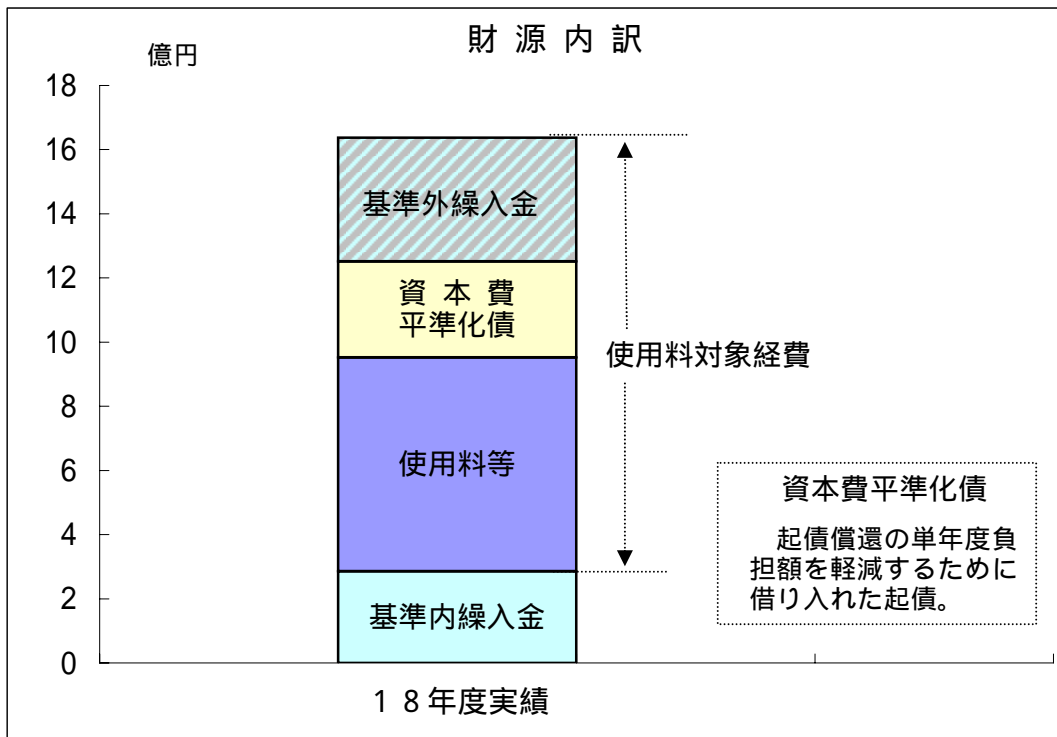 財源内訳
億円
18
16
14
12
10
8
6
4
2
0
基準外繰入金
資本費
平準化債
使用料等
基準内繰入金
使用料対象経費
１８年度実績
資本費平準化債
起債償還の単年度負
担額を軽減するために
借り入れた起債。